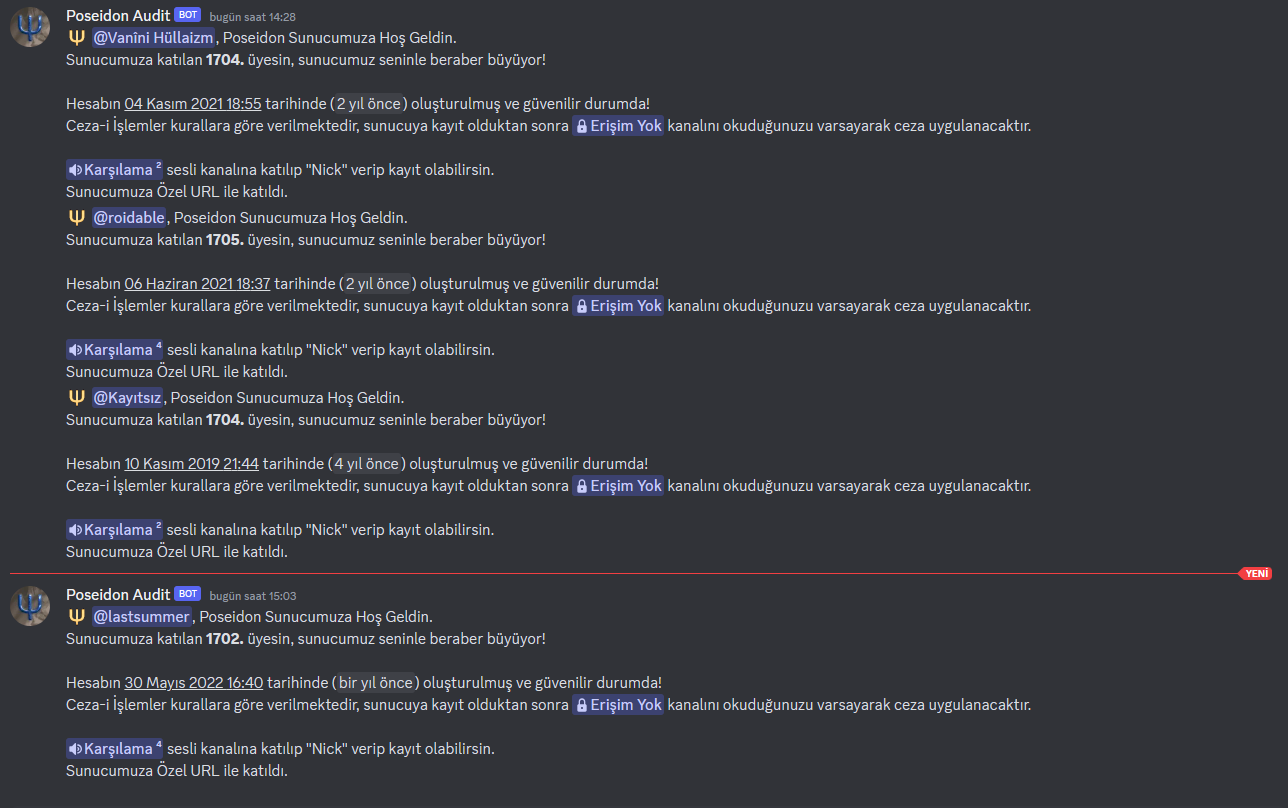 Poseidon Audit BOT bugün saat 14:28
@Vanîni Hüllaizm, Poseidon Sunucumuza Hoş Geldin.
Sunucumuza katılan 1704. üyesin, sunucumuz seninle beraber büyüyor!
Hesabın 04 Kasım 2021 18:55 tarihinde (2 yıl önce) oluşturulmuş ve güvenilir durumda!
Ceza-i İşlemler kurallara göre verilmektedir, sunucuya kayıt olduktan sonra Erişim Yok kanalını okuduğunuzu varsayarak ceza uygulanacaktır.
Karşılama ² sesli kanalına katılıp "Nick" verip kayıt olabilirsin.
Sunucumuza Özel URL ile katıldı.
@roidable, Poseidon Sunucumuza Hoş Geldin.
Sunucumuza katılan 1705. üyesin, sunucumuz seninle beraber büyüyor!
Hesabın 06 Haziran 2021 18:37 tarihinde (2 yıl önce) oluşturulmuş ve güvenilir durumda!
Ceza-i İşlemler kurallara göre verilmektedir, sunucuya kayıt olduktan sonra Erişim Yok kanalını okuduğunuzu varsayarak ceza uygulanacaktır.
Karşılama ⁴ sesli kanalına katılıp "Nick" verip kayıt olabilirsin.
Sunucumuza Özel URL ile katıldı.
@Kayıtsız, Poseidon Sunucumuza Hoş Geldin.
Sunucumuza katılan 1704. üyesin, sunucumuz seninle beraber büyüyor!
Hesabın 10 Kasım 2019 21:44 tarihinde (4 yıl önce) oluşturulmuş ve güvenilir durumda!
Ceza-i İşlemler kurallara göre verilmektedir, sunucuya kayıt olduktan sonra Erişim Yok kanalını okuduğunuzu varsayarak ceza uygulanacaktır.
Karşılama ² sesli kanalına katılıp "Nick" verip kayıt olabilirsin.
Sunucumuza Özel URL ile katıldı.
YENİ
Poseidon Audit BOT bugün saat 15:03
@lastsummer, Poseidon Sunucumuza Hoş Geldin.
Sunucumuza katılan 1702. üyesin, sunucumuz seninle beraber büyüyor!
Hesabın 30 Mayıs 2022 16:40 tarihinde (bir yıl önce) oluşturulmuş ve güvenilir durumda!
Ceza-i İşlemler kurallara göre verilmektedir, sunucuya kayıt olduktan sonra Erişim Yok kanalını okuduğunuzu varsayarak ceza uygulanacaktır.
Karşılama ⁴ sesli kanalına katılıp "Nick" verip kayıt olabilirsin.
Sunucumuza Özel URL ile katıldı.